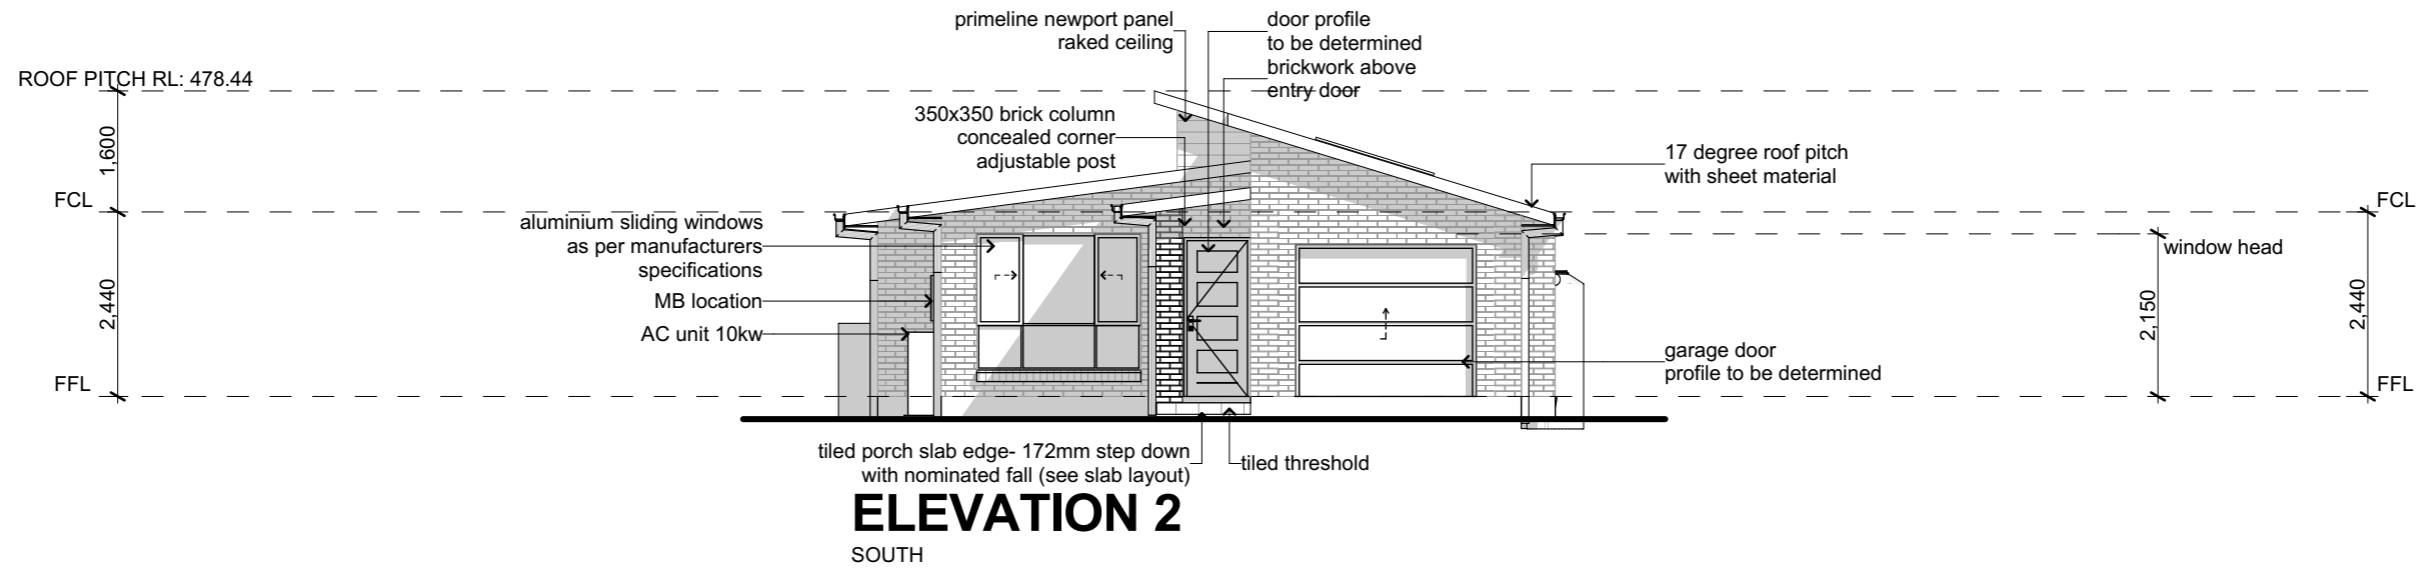 primeline newport panel
raked ceiling
door profile
to be determined
brickwork above
entry door
ROOF PITCH RL: 478.44
350x350 brick column
concealed corner
adjustable post
1,600
17 degree roof pitch
with sheet material
FCL
FCL
aluminium sliding windows
as per manufacturers
specifications
window head
MB location
2,440
2,150
2,440
AC unit 10kw
garage door
profile to be determined
FFL
FFL
tiled porch slab edge- 172mm step down
with nominated fall (see slab layout)
tiled threshold
ELEVATION 2
SOUTH